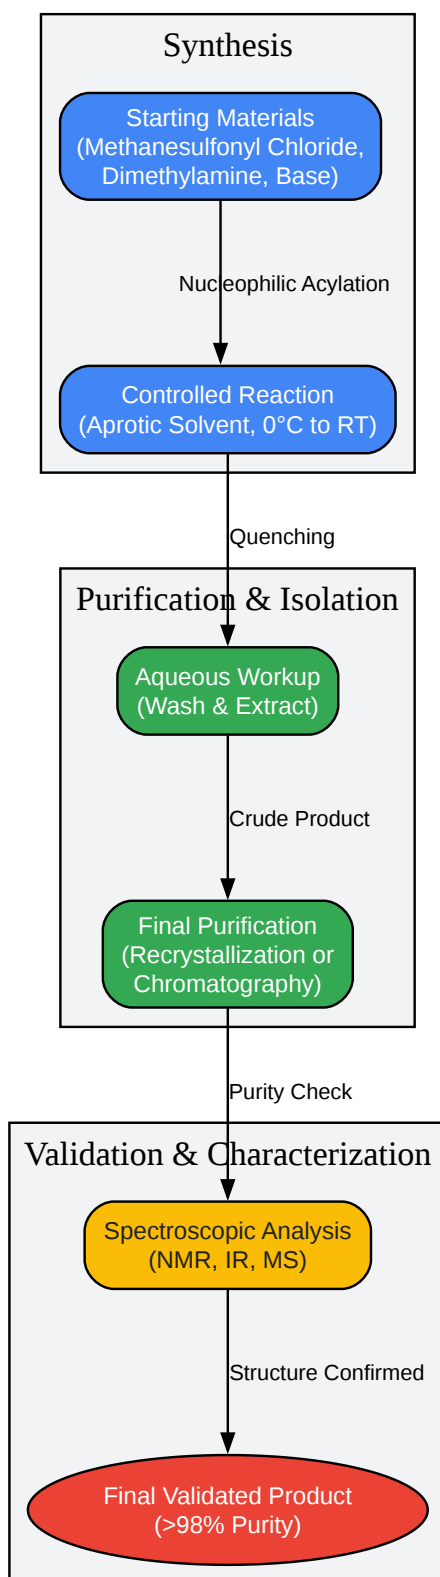 Synthesis
Starting Materials
(Methanesulfonyl Chloride,
Dimethylamine, Base)
Nucleophilic Acylation
Controlled Reaction
(Aprotic Solvent, 0°C to RT)
Quenching
Purification & Isolation
Aqueous Workup
(Wash & Extract)
Crude Product
Final Purification
(Recrystallization or
Chromatography)
Purity Check
Validation & Characterization
Spectroscopic Analysis
(NMR, IR, MS)
Structure Confirmed
Final Validated Product
(>98% Purity)